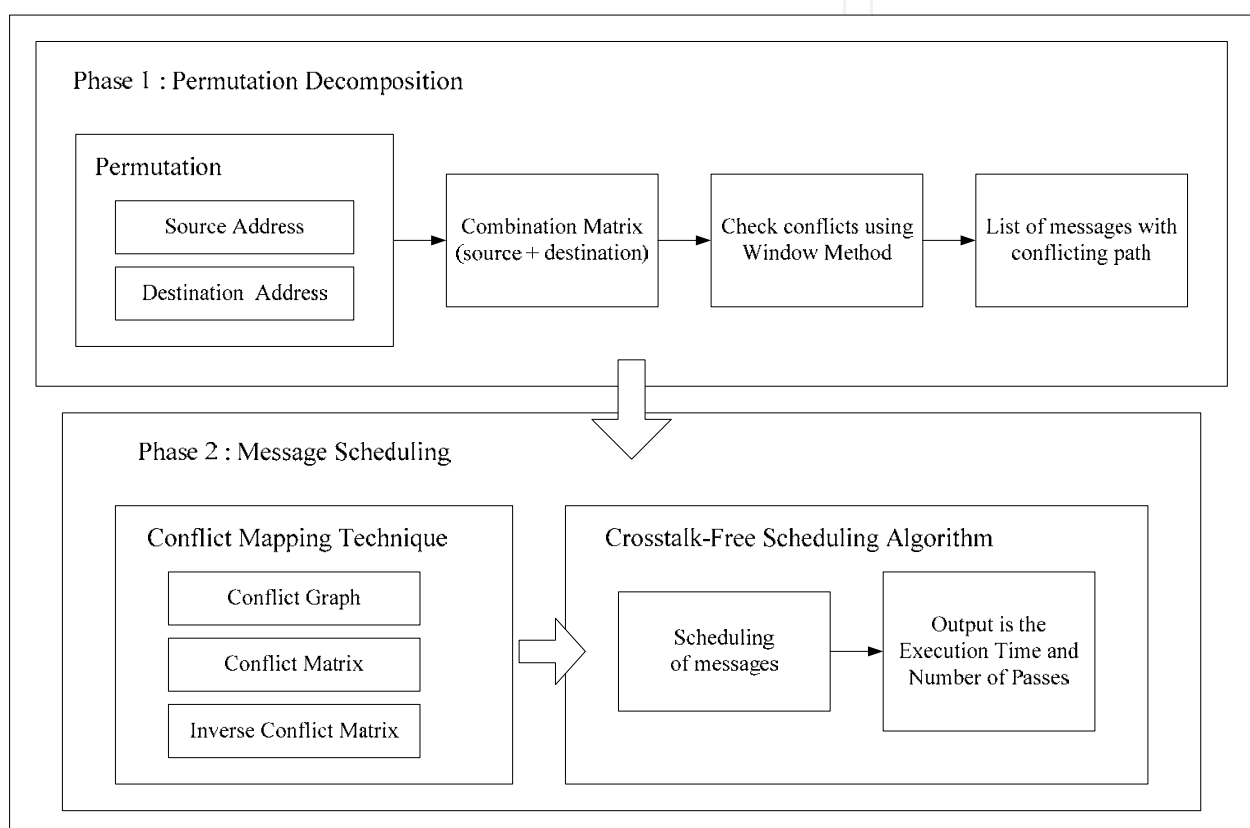 Phase 1 : Permutation Decomposition
Permutation
Source Address
Destination Address
Combination Matrix
(source + destination)
Check conflicts using
Window Method
List of messages with
conflicting path
Phase 2 : Message Scheduling
Conflict Mapping Technique
Conflict Graph
Conflict Matrix
Inverse Conflict Matrix
Crosstalk-Free Scheduling Algorithm
Scheduling
of messages
Output is the
Execution Time and
Number of Passes